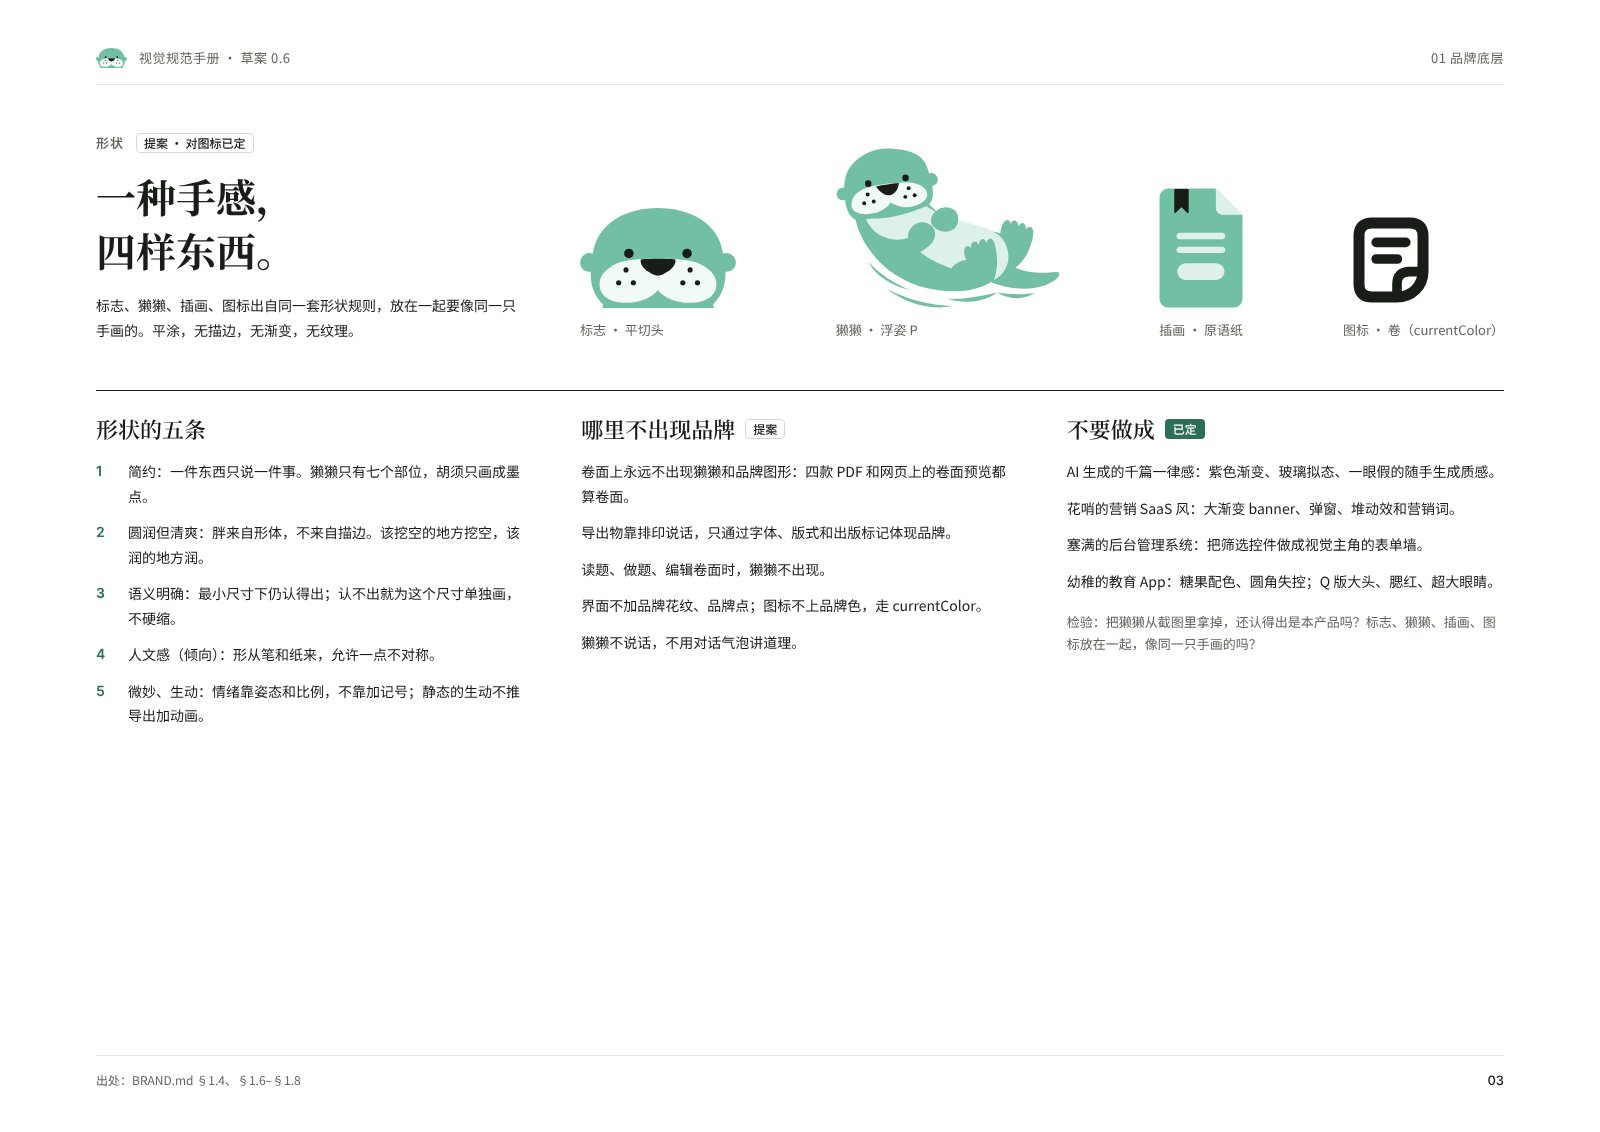 视觉规范手册 · 草案 0.6
01 品牌底层
形状
提案 · 对图标已定
一种手感，
四样东西。
标志、獭獭、插画、图标出自同一套形状规则，放在一起要像同一只
手画的。平涂，无描边，无渐变，无纹理。
标志 · 平切头
獭獭 · 浮姿 P
插画 · 原语纸
图标 · 卷（currentColor）
形状的五条
1 简约：一件东西只说一件事。獭獭只有七个部位，胡须只画成墨
点。
2 圆润但清爽：胖来自形体，不来自描边。该挖空的地方挖空，该
润的地方润。
3 语义明确：最小尺寸下仍认得出；认不出就为这个尺寸单独画，
不硬缩。
4 人文感（倾向）：形从笔和纸来，允许一点不对称。
5 微妙、生动：情绪靠姿态和比例，不靠加记号；静态的生动不推
导出加动画。
哪里不出现品牌 提案
卷面上永远不出现獭獭和品牌图形：四款 PDF 和网页上的卷面预览都
算卷面。
导出物靠排印说话，只通过字体、版式和出版标记体现品牌。
读题、做题、编辑卷面时，獭獭不出现。
界面不加品牌花纹、品牌点；图标不上品牌色，走 currentColor。
獭獭不说话，不用对话气泡讲道理。
不要做成 已定
AI 生成的千篇一律感：紫色渐变、玻璃拟态、一眼假的随手生成质感。
花哨的营销 SaaS 风：大渐变 banner、弹窗、堆动效和营销词。
塞满的后台管理系统：把筛选控件做成视觉主角的表单墙。
幼稚的教育 App：糖果配色、圆角失控；Q 版大头、腮红、超大眼睛。
检验：把獭獭从截图里拿掉，还认得出是本产品吗？标志、獭獭、插画、图
标放在一起，像同一只手画的吗？
出处：BRAND.md §1.4、§1.6–§1.8
03